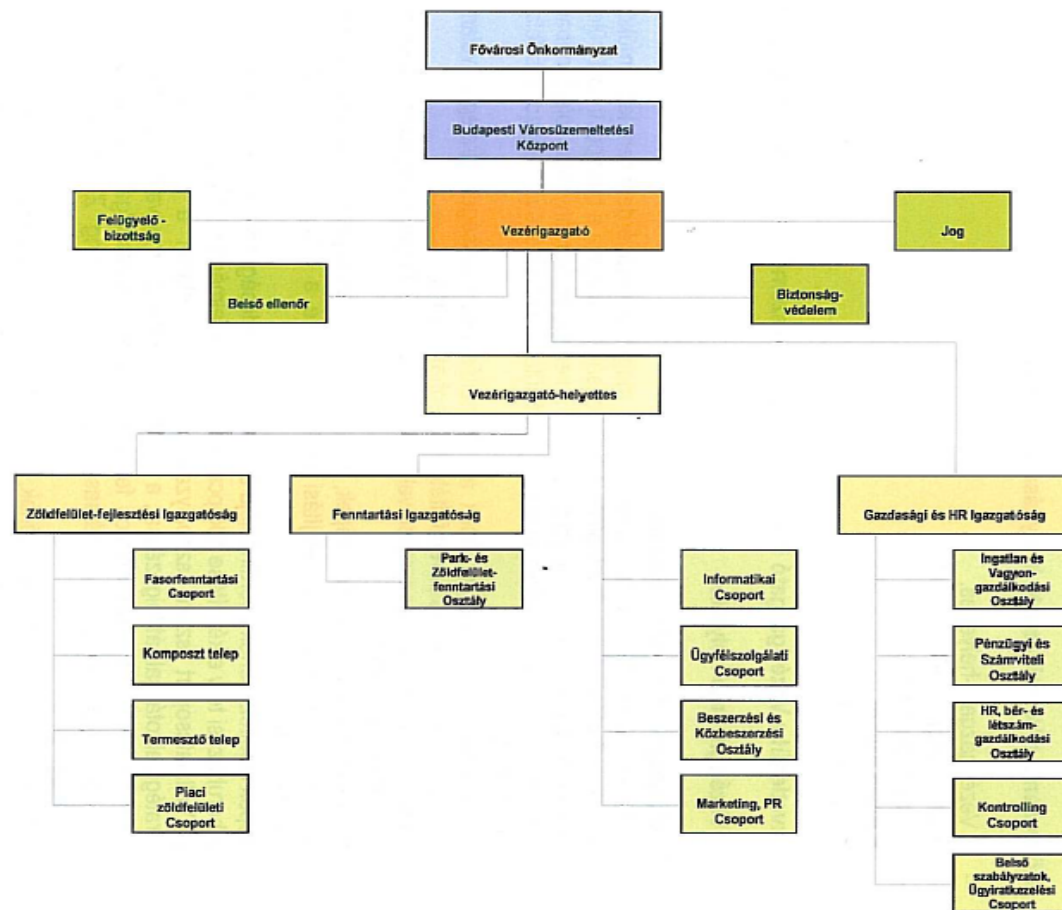 Fővárosi Önkormányzat
Budapesti Városüzemeltetési
Központ
Felügyelő -
bizottság
Vezérigazgató
Jog
Belső ellenőr
Biztonság-
védelem
Vezérigazgató-helyettes
Zöldfelület-fejlesztési Igazgatóság
Fenntartási Igazgatóság
Gazdasági és HR Igazgatóság
Fasorfenntartási
Csoport
Komposzt telep
Termesztő telep
Piaci
zöldfelületi
Csoport
Park- és
Zöldfelület-
fenntartási
Osztály
Informatikai
Csoport
Ügyfélszolgálati
Csoport
Beszerzési és
Közbeszerzési
Osztály
Marketing, PR
Csoport
Ingatlan és
Vagyon-
gazdálkodási
Osztály
Pénzügyi és
Számviteli
Osztály
HR, bér- és
létszám-
gazdálkodási
Osztály
Kontrolling
Csoport
Belső
szabályzatok,
Ügyiratkezelési
Csoport